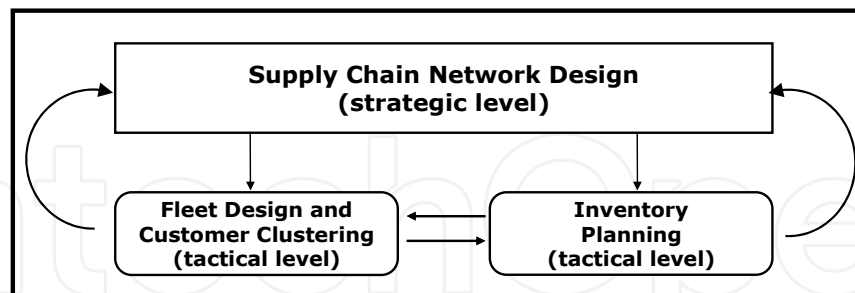 Supply Chain Network Design
(strategic level)
Fleet Design and
Customer Clustering
(tactical level)
Inventory
Planning
(tactical level)